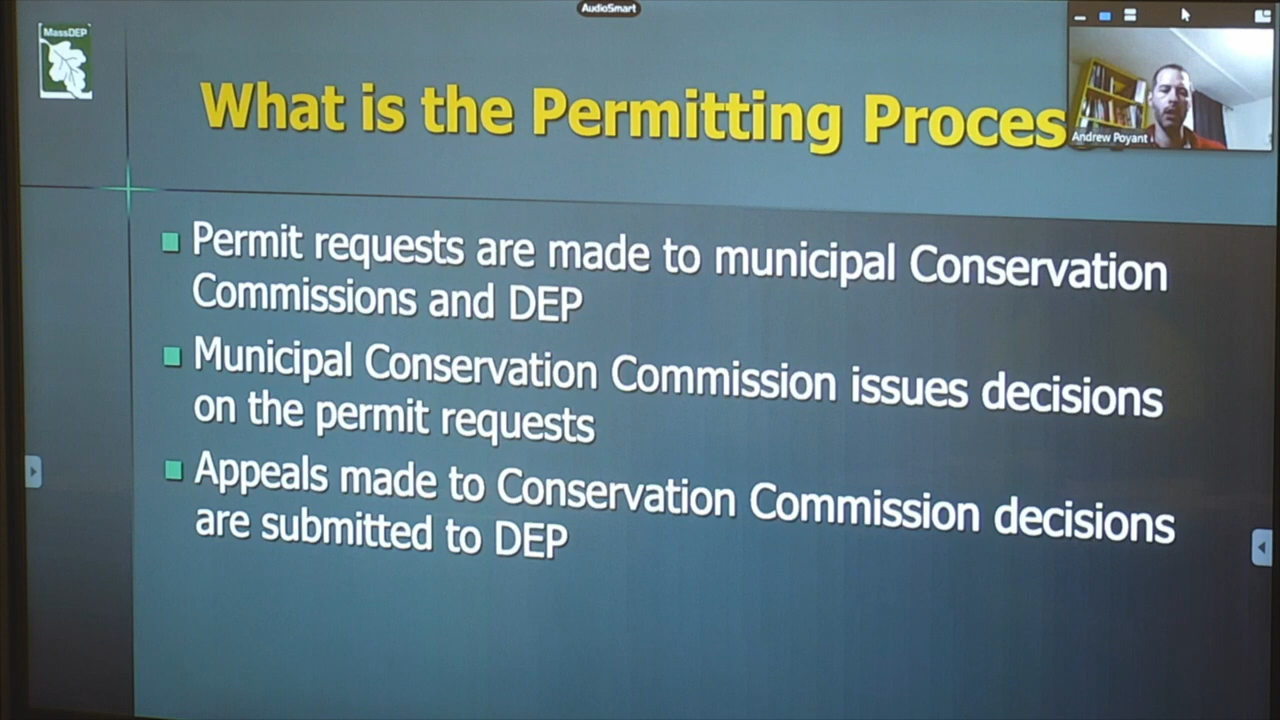 AudioSmart
MassDEP
What is the Permitting Proces
Andrew Poyant
Permit requests are made to municipal Conservation
Commissions and DEP
Municipal Conservation Commission issues decisions
on the permit requests
Appeals made to Conservation Commission decisions
are submitted to DEP